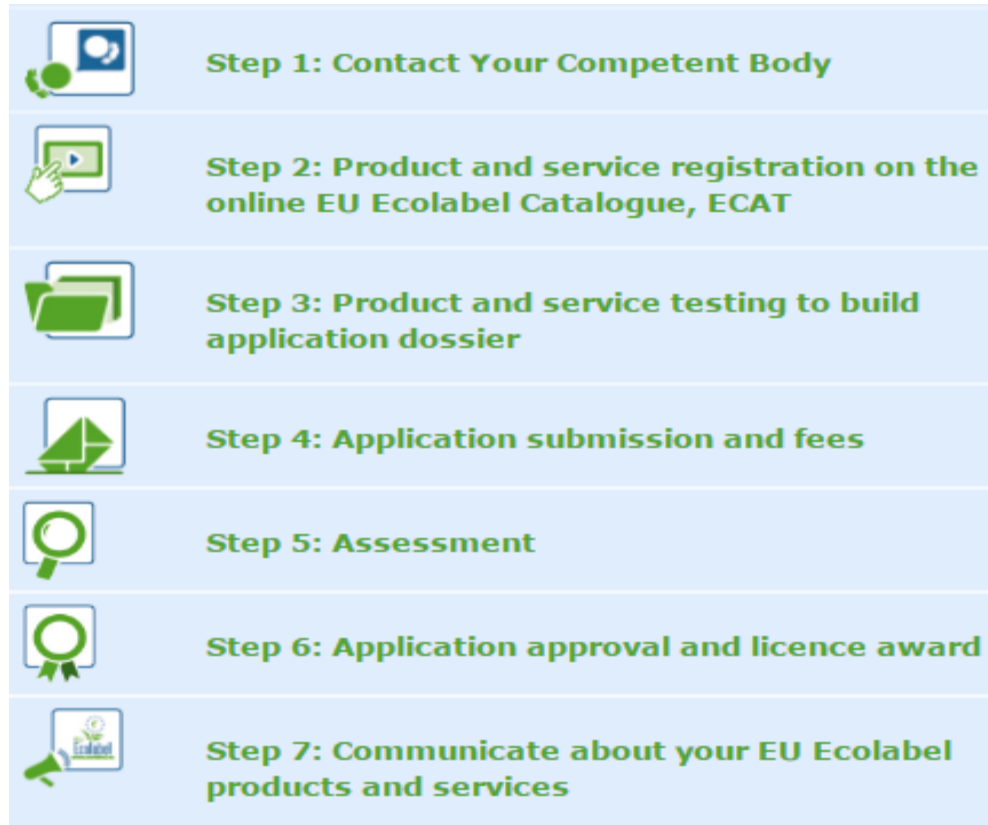 Step 1: Contact Your Competent Body
Step 2: Product and service registration on the
online EU Ecolabel Catalogue, ECAT
Step 3: Product and service testing to build
application dossier
Step 4: Application submission and fees
Step 5: Assessment
Step 6: Application approval and licence award
Ecolabel
Step 7: Communicate about your EU Ecolabel
products and services